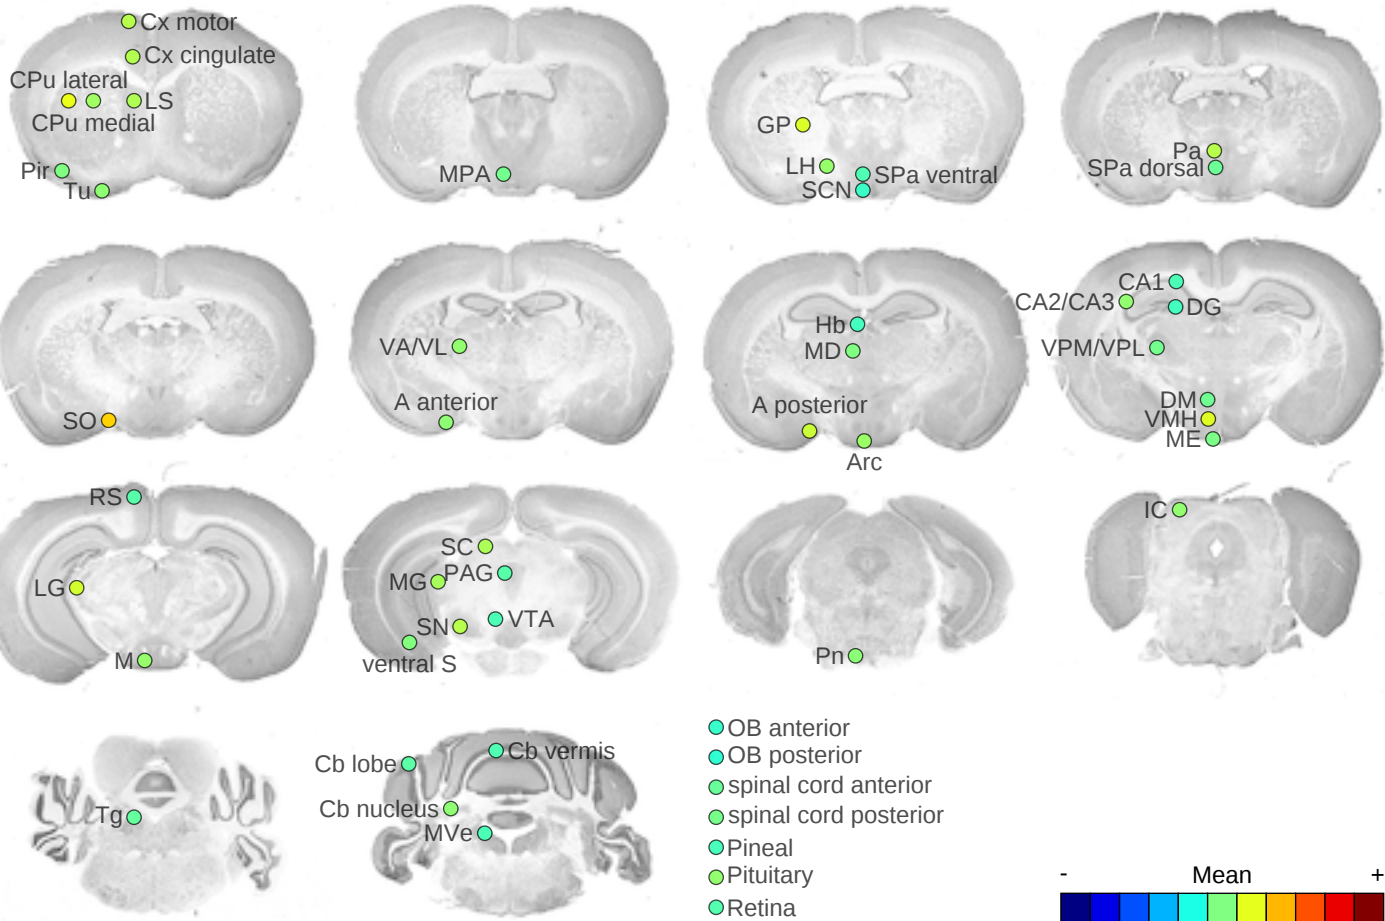 Cx motor
Cx cingulate
CPu lateral
LS
CPu medial
Pir
Tu
MPA
GP
LH
SPa ventral
SCN
Pa
SPa dorsal
SO
VA/VL
A anterior
Hb
MD
A posterior
Arc
CA1
CA2/CA3
DG
VPM/VPL
DM
VMH
ME
RS
LG
M
SC
PAG
MG
VTA
SN
ventral S
Pn
IC
Tg
Cb vermis
Cb lobe
Cb nucleus
MVe
OB anterior
OB posterior
spinal cord anterior
spinal cord posterior
Pineal
Pituitary
Retina
- Mean +